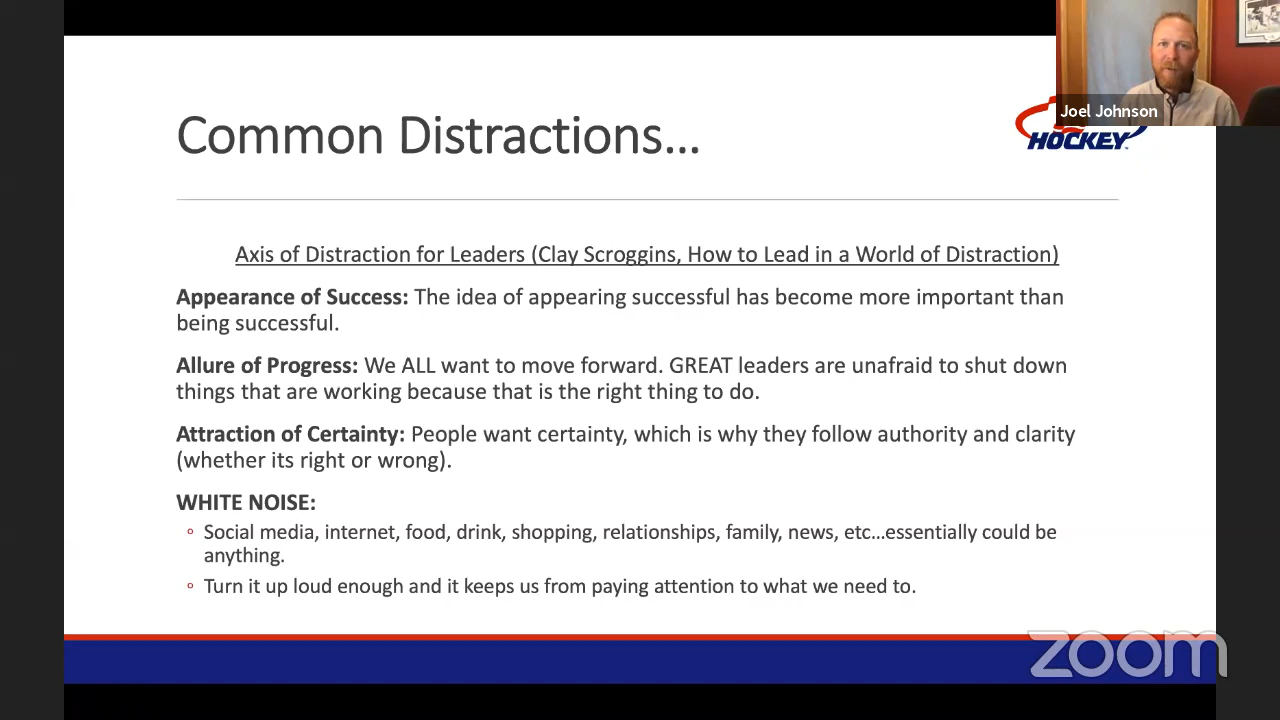 Joel Johnson
HOCKEY
Common Distractions...
Axis of Distraction for Leaders (Clay Scroggins, How to Lead in a World of Distraction)
Appearance of Success: The idea of appearing successful has become more important than
being successful.
Allure of Progress: We ALL want to move forward. GREAT leaders are unafraid to shut down
things that are working because that is the right thing to do.
Attraction of Certainty: People want certainty, which is why they follow authority and clarity
(whether its right or wrong).
WHITE NOISE:
Social media, internet, food, drink, shopping, relationships, family, news, etc...essentially could be
anything.
Turn it up loud enough and it keeps us from paying attention to what we need to.
zoom